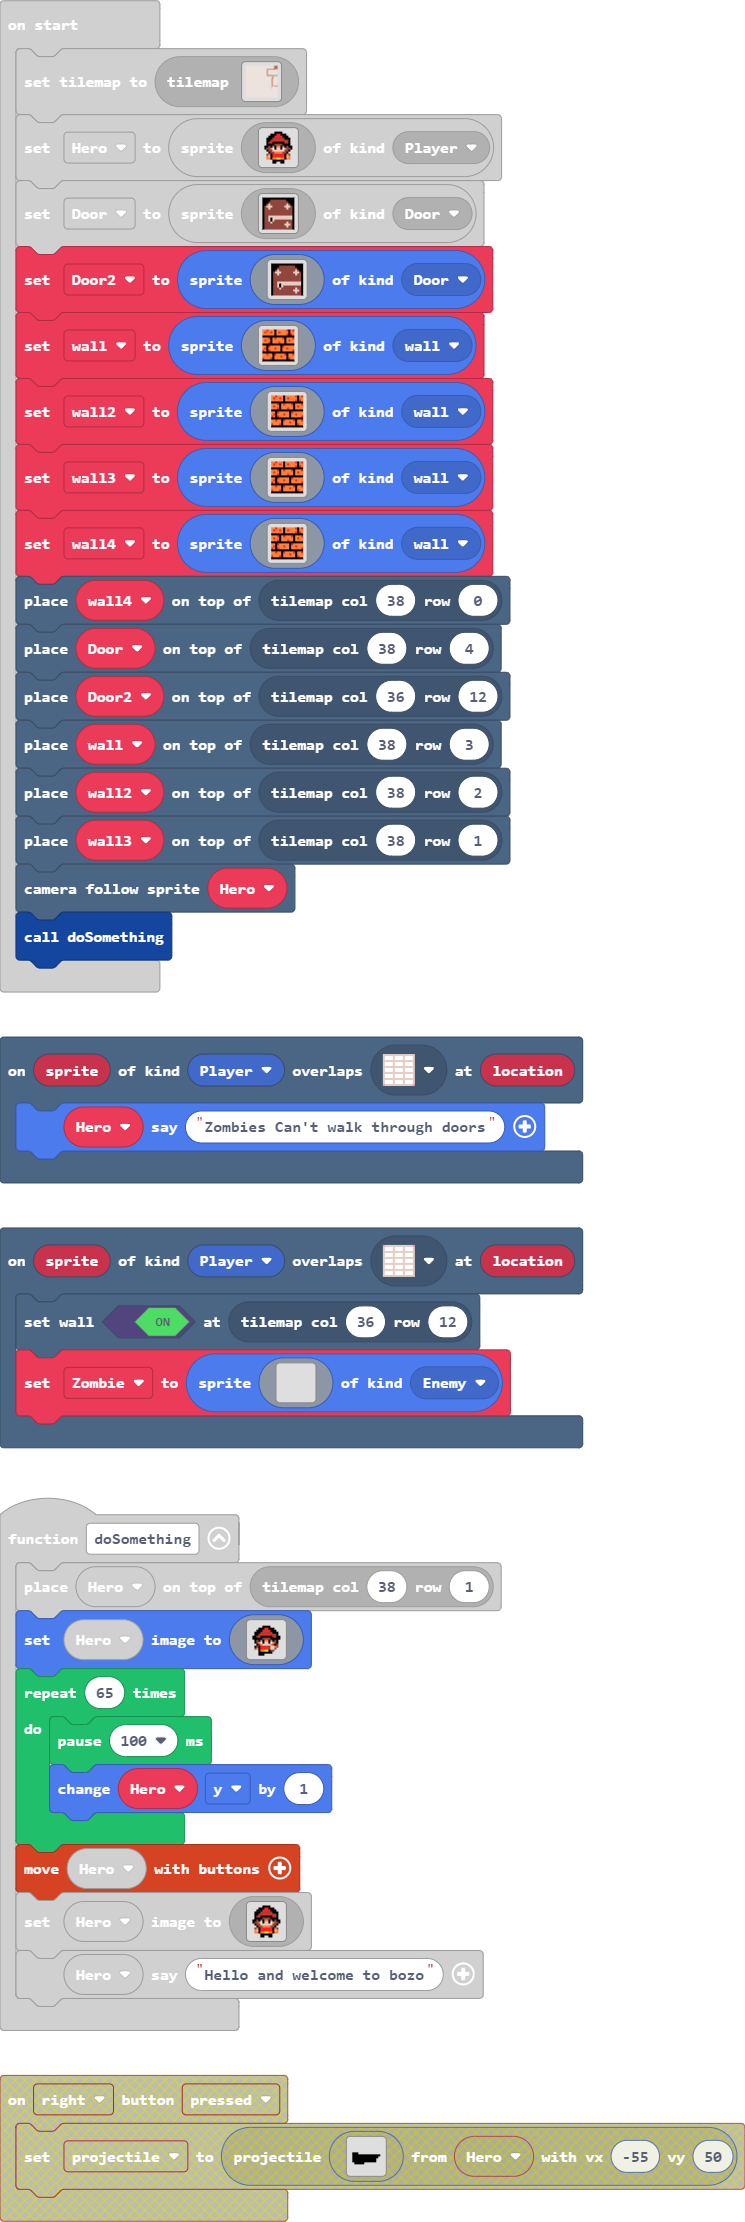 on start
set tilemap to tilemap
set Hero to sprite of kind Player
set Door to sprite of kind Door
set Door2 to sprite of kind Door
set wall to sprite of kind wall
set wall2 to sprite of kind wall
set wall3 to sprite of kind wall
set wall4 to sprite of kind wall
place wall4 on top of tilemap col 38 row 0
place Door on top of tilemap col 38 row 4
place Door2 on top of tilemap col 36 row 12
place wall on top of tilemap col 38 row 3
place wall2 on top of tilemap col 38 row 2
place wall3 on top of tilemap col 38 row 1
camera follow sprite Hero
call doSomething
on sprite of kind Player overlaps at location
Hero say "Zombies Can't walk through doors"
on sprite of kind Player overlaps at location
set wall ON at tilemap col 36 row 12
set Zombie to sprite of kind Enemy
function doSomething
place Hero on top of tilemap col 38 row 1
set Hero image to
repeat 65 times
do
pause 100 ms
change Hero y by 1
move Hero with buttons
set Hero image to
Hero say "Hello and welcome to bozo"
on right button pressed
set projectile to projectile from Hero with vx -55 vy 50